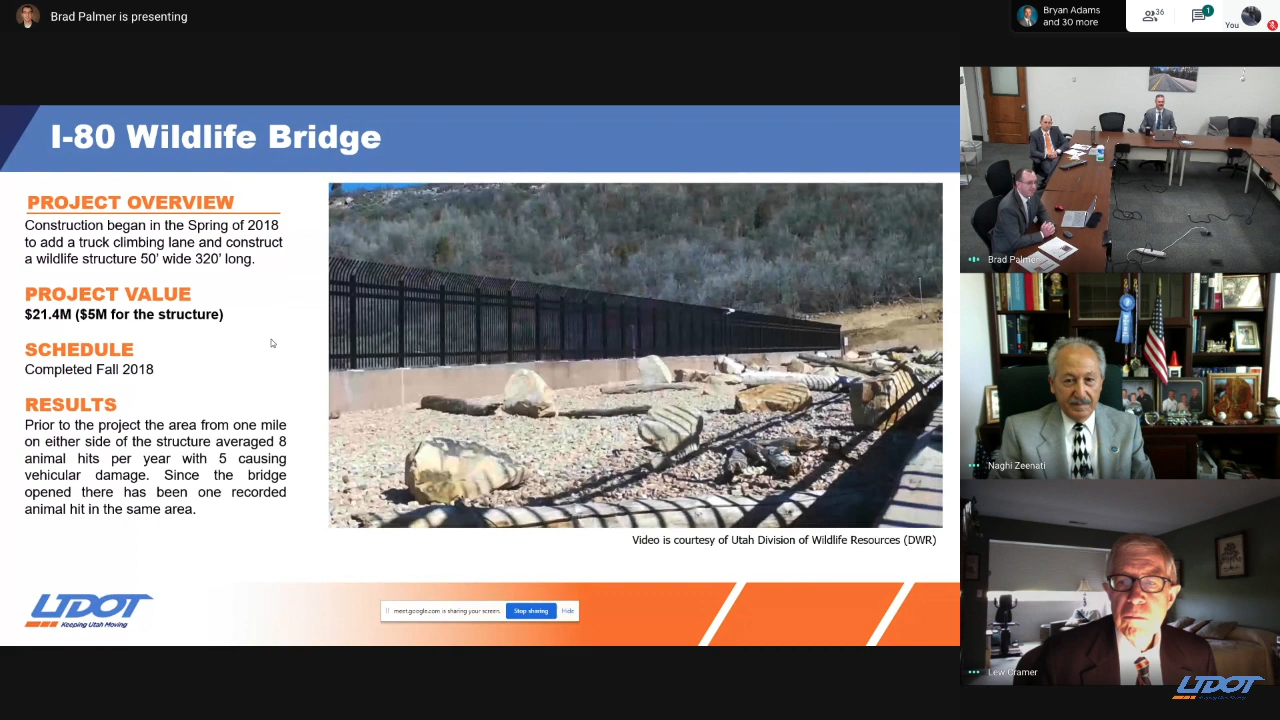 Brad Palmer is presenting
Bryan Adams
and 30 more
36
1
You
I-80 Wildlife Bridge
PROJECT OVERVIEW
Construction began in the Spring of 2018
to add a truck climbing lane and construct
a wildlife structure 50' wide 320' long.
PROJECT VALUE
$21.4M ($5M for the structure)
SCHEDULE
Completed Fall 2018
RESULTS
Prior to the project the area from one mile
on either side of the structure averaged 8
animal hits per year with 5 causing
vehicular damage. Since the bridge
opened there has been one recorded
animal hit in the same area.
Video is courtesy of Utah Division of Wildlife Resources (DWR)
UDOT
Keeping Utah Moving
meet.google.com is sharing your screen.
Stop sharing
Hide
Brad Palmer
Naghi Zeenati
Lew Cramer
UDOT
Keeping Utah Moving